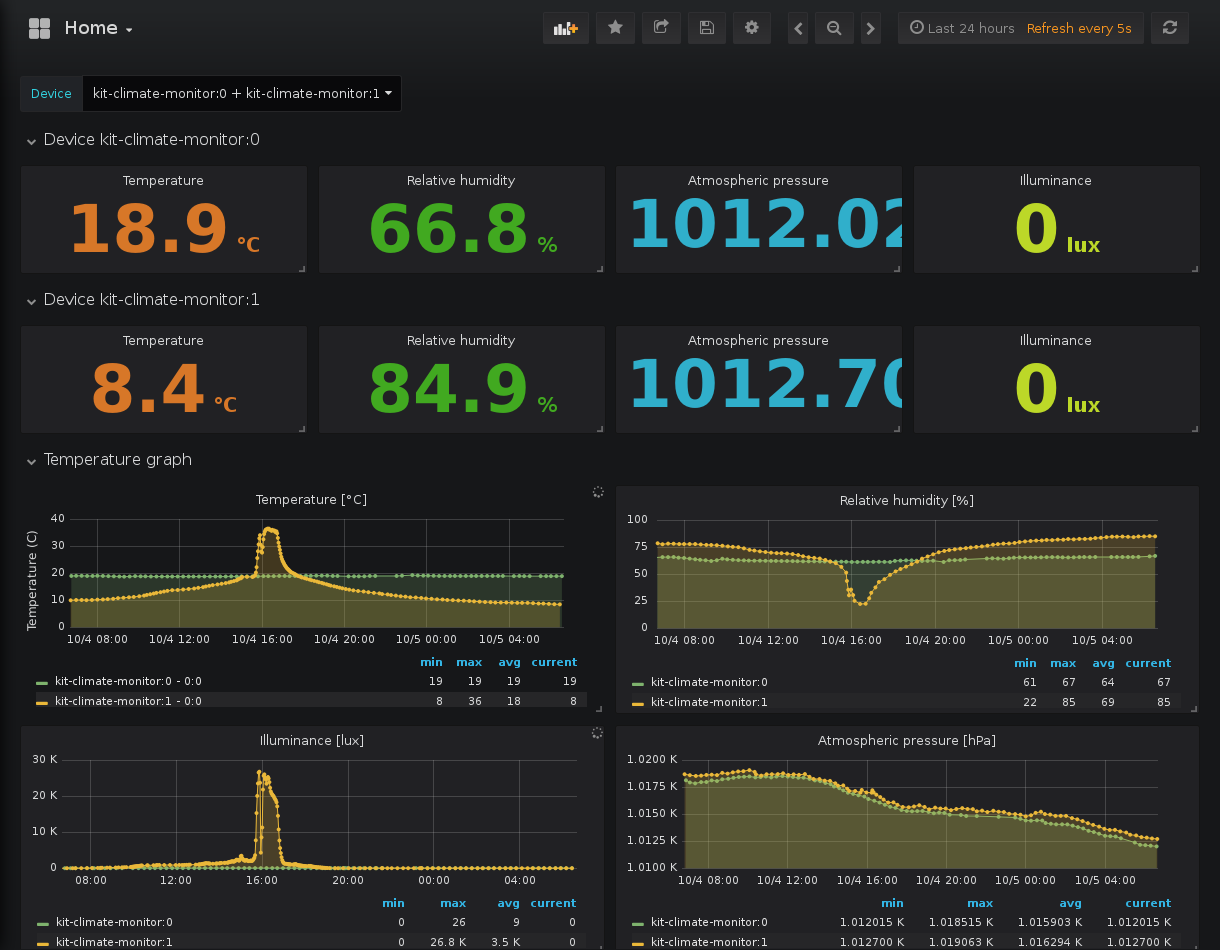 Home
Last 24 hours Refresh every 5s
Device kit-climate-monitor:0 + kit-climate-monitor:1
Device kit-climate-monitor:0
Temperature Relative humidity Atmospheric pressure Illuminance
18.9 °C 66.8 % 1012.02 0 lux
Device kit-climate-monitor:1
Temperature Relative humidity Atmospheric pressure Illuminance
8.4 °C 84.9 % 1012.70 0 lux
Temperature graph
Temperature [°C]
Temperature (C)
40
30
20
10
0
10/4 08:00 10/4 12:00 10/4 16:00 10/4 20:00 10/5 00:00 10/5 04:00
min max avg current
kit-climate-monitor:0 - 0:0 19 19 19 19
kit-climate-monitor:1 - 0:0 8 36 18 8
Relative humidity [%]
100
75
50
25
0
10/4 08:00 10/4 12:00 10/4 16:00 10/4 20:00 10/5 00:00 10/5 04:00
min max avg current
kit-climate-monitor:0 61 67 64 67
kit-climate-monitor:1 22 85 69 85
Illuminance [lux]
30 K
20 K
10 K
0
08:00 12:00 16:00 20:00 00:00 04:00
min max avg current
kit-climate-monitor:0 0 26 9 0
kit-climate-monitor:1 0 26.8 K 3.5 K 0
Atmospheric pressure [hPa]
1.0200 K
1.0175 K
1.0150 K
1.0125 K
1.0100 K
10/4 08:00 10/4 12:00 10/4 16:00 10/4 20:00 10/5 00:00 10/5 04:00
min max avg current
kit-climate-monitor:0 1.012015 K 1.018515 K 1.015903 K 1.012015 K
kit-climate-monitor:1 1.012700 K 1.019063 K 1.016294 K 1.012700 K